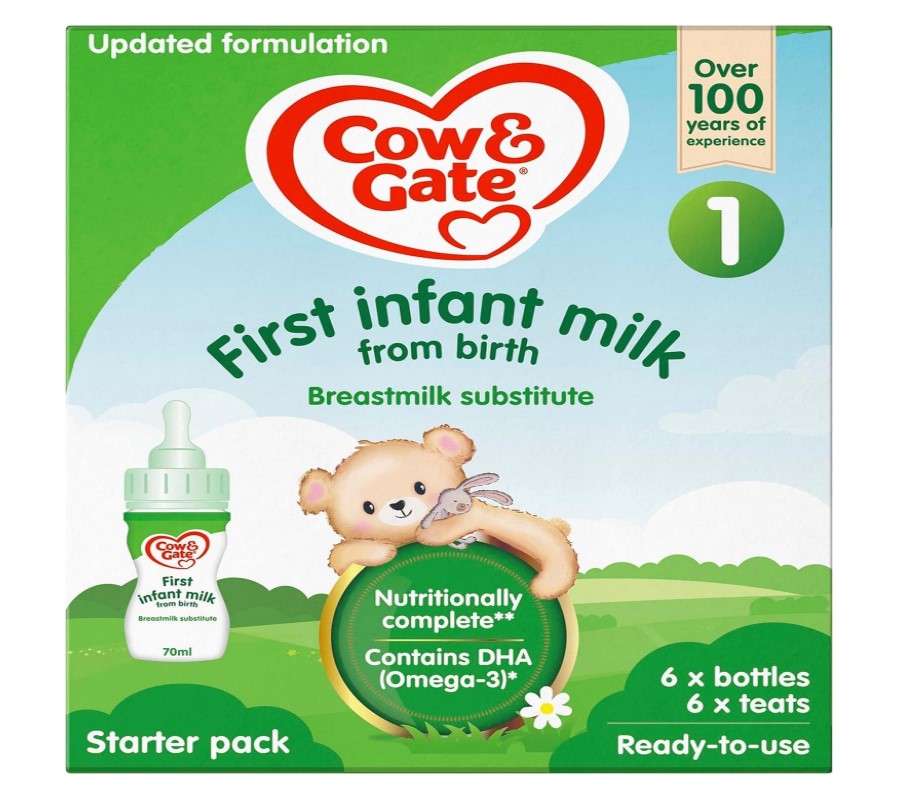 Updated formulation
Over
100
years of
experience
Cow&
Gate®
1
First infant milk
from birth
Breastmilk substitute
Cow&
Gate®
First
infant milk
from birth
Breastmilk substitute
70ml
Nutritionally
complete**
Contains DHA
(Omega-3)*
6 x bottles
6 x teats
Starter pack
Ready-to-use